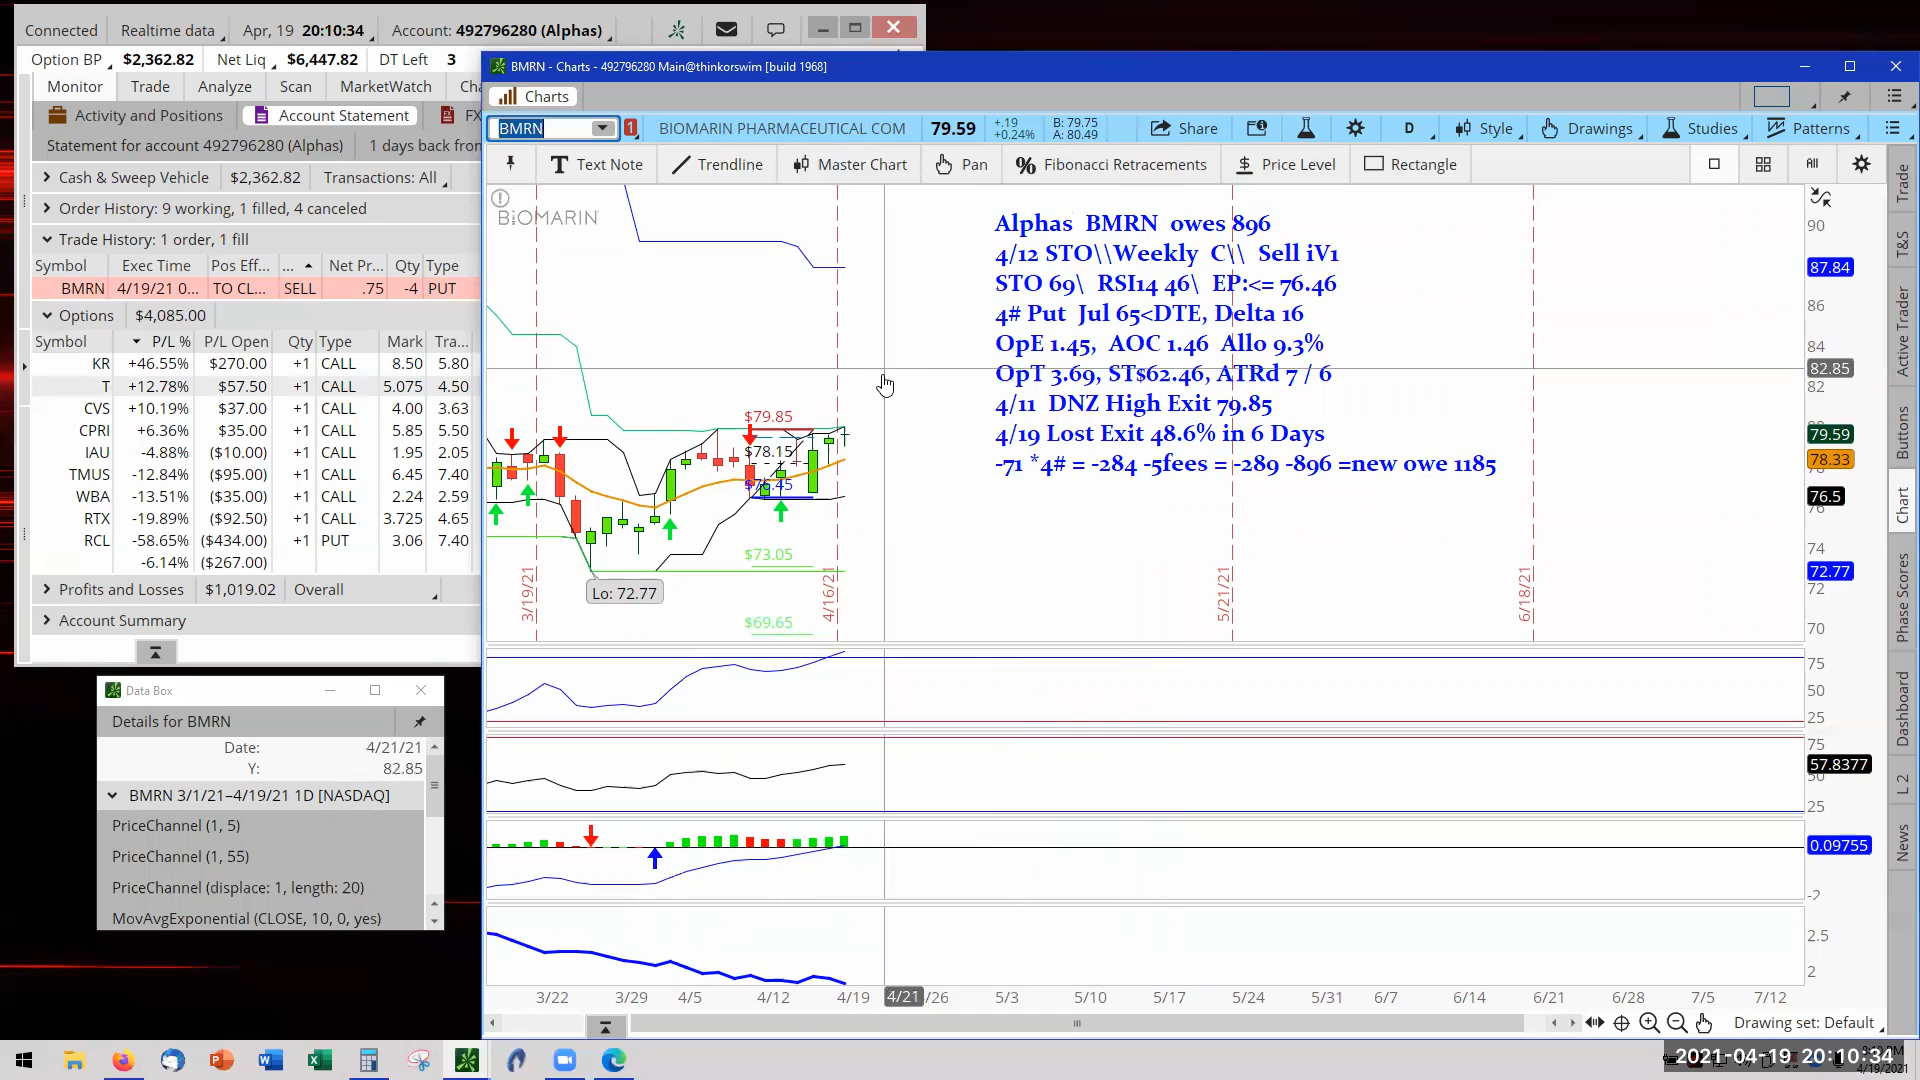 Connected Realtime data Apr, 19 20:10:34 Account: 492796280 (Alphas)
Option BP $2,362.82 Net Liq $6,447.82 DT Left 3
Monitor Trade Analyze Scan MarketWatch
Activity and Positions Account Statement FX
Statement for account 492796280 (Alphas) 1 days back from
Cash & Sweep Vehicle $2,362.82 Transactions: All
Order History: 9 working, 1 filled, 4 canceled
Trade History: 1 order, 1 fill
Symbol Exec Time Pos Eff... ... Net Pr... Qty Type
BMRN 4/19/21 0... TO CL... SELL .75 -4 PUT
Options $4,085.00
Symbol P/L % P/L Open Qty Type Mark Tra...
KR +46.55% $270.00 +1 CALL 8.50 5.80
T +12.78% $57.50 +1 CALL 5.075 4.50
CVS +10.19% $37.00 +1 CALL 4.00 3.63
CPRI +6.36% $35.00 +1 CALL 5.85 5.50
IAU -4.88% ($10.00) +1 CALL 1.95 2.05
TMUS -12.84% ($95.00) +1 CALL 6.45 7.40
WBA -13.51% ($35.00) +1 CALL 2.24 2.59
RTX -19.89% ($92.50) +1 CALL 3.725 4.65
RCL -58.65% ($434.00) +1 PUT 3.06 7.40
-6.14% ($267.00)
Profits and Losses $1,019.02 Overall
Account Summary
Data Box
Details for BMRN
Date: 4/21/21
Y: 82.85
BMRN 3/1/21–4/19/21 1D [NASDAQ]
PriceChannel (1, 5)
PriceChannel (1, 55)
PriceChannel (displace: 1, length: 20)
MovAvgExponential (CLOSE, 10, 0, yes)
BMRN - Charts - 492796280 Main@thinkorswim [build 1968]
Charts
BMRN 1 BIOMARIN PHARMACEUTICAL COM 79.59 +.19 +0.24% B: 79.75 A: 80.49 Share D Style Drawings Studies Patterns
Text Note Trendline Master Chart Pan Fibonacci Retracements Price Level Rectangle All
BIOMARIN
Alphas BMRN owes 896
4/12 STO\\Weekly C\\ Sell iV1
STO 69\ RSI14 46\ EP:<= 76.46
4# Put Jul 65<DTE, Delta 16
OpE 1.45, AOC 1.46 Allo 9.3%
OpT 3.69, ST$62.46, ATRd 7 / 6
4/11 DNZ High Exit 79.85
4/19 Lost Exit 48.6% in 6 Days
-71 *4# = -284 -5fees = -289 -896 =new owe 1185
$79.85
$78.15
$76.45
$73.05
$69.65
Lo: 72.77
3/19/21
4/16/21
5/21/21
6/18/21
90
87.84
86
84
82.85
82
79.59
78.33
76.5
76
74
72.77
72
70
75
50
25
75
57.8377
50
25
0.09755
-2
2.5
2
3/22 3/29 4/5 4/12 4/19 4/21 /26 5/3 5/10 5/17 5/24 5/31 6/7 6/14 6/21 6/28 7/5 7/12
Drawing set: Default
Trade
T&S
Active Trader
Buttons
Chart
Phase Scores
Dashboard
L 2
News
2021-04-19 20:10:34
4/19/2021